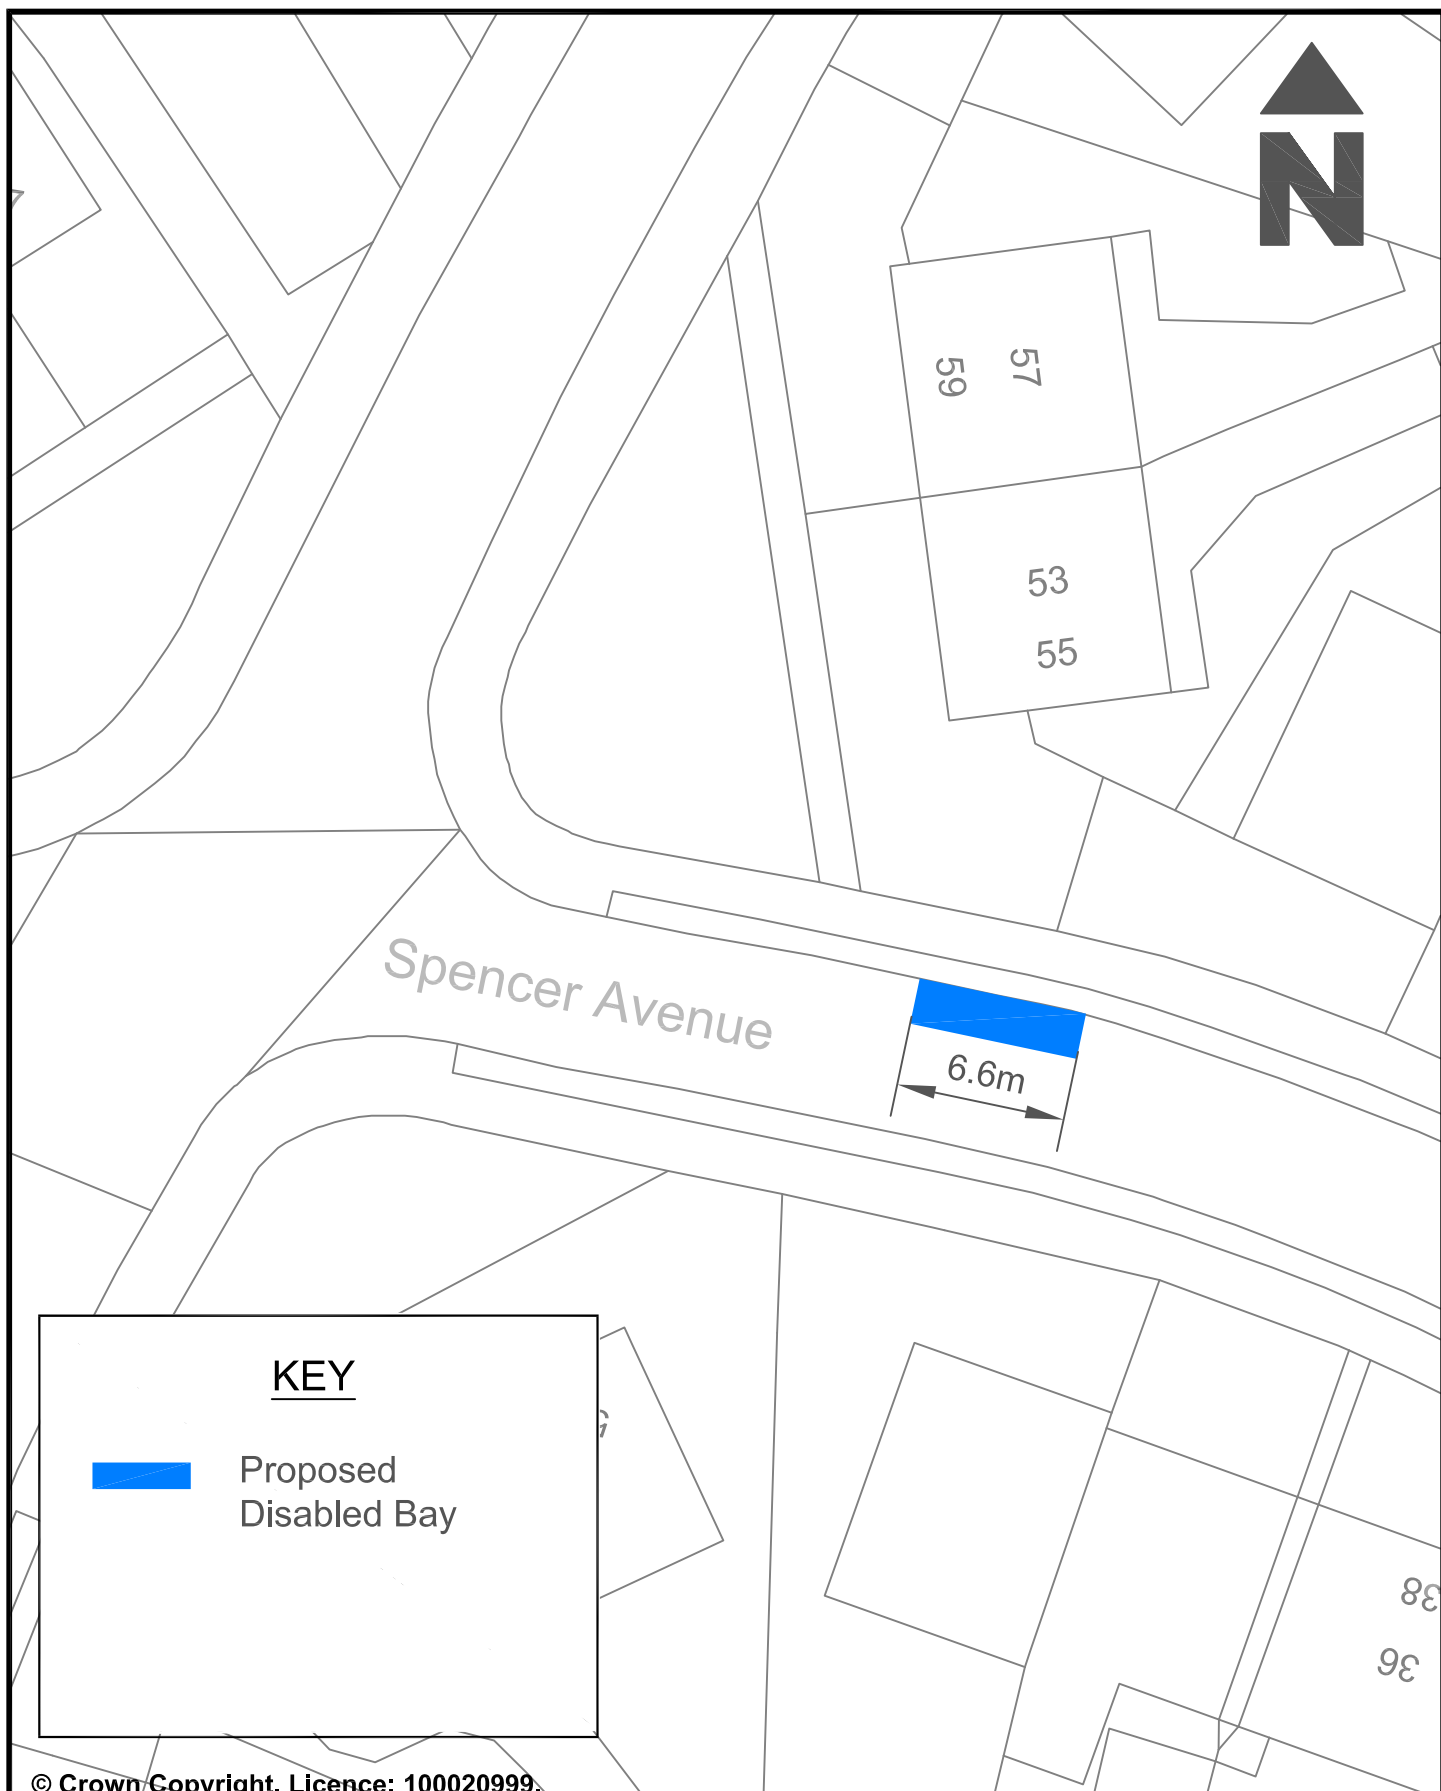 N
59
57
53
55
Spencer Avenue
6.6m
KEY
Proposed
Disabled Bay
38
36
© Crown Copyright. Licence: 100020999.